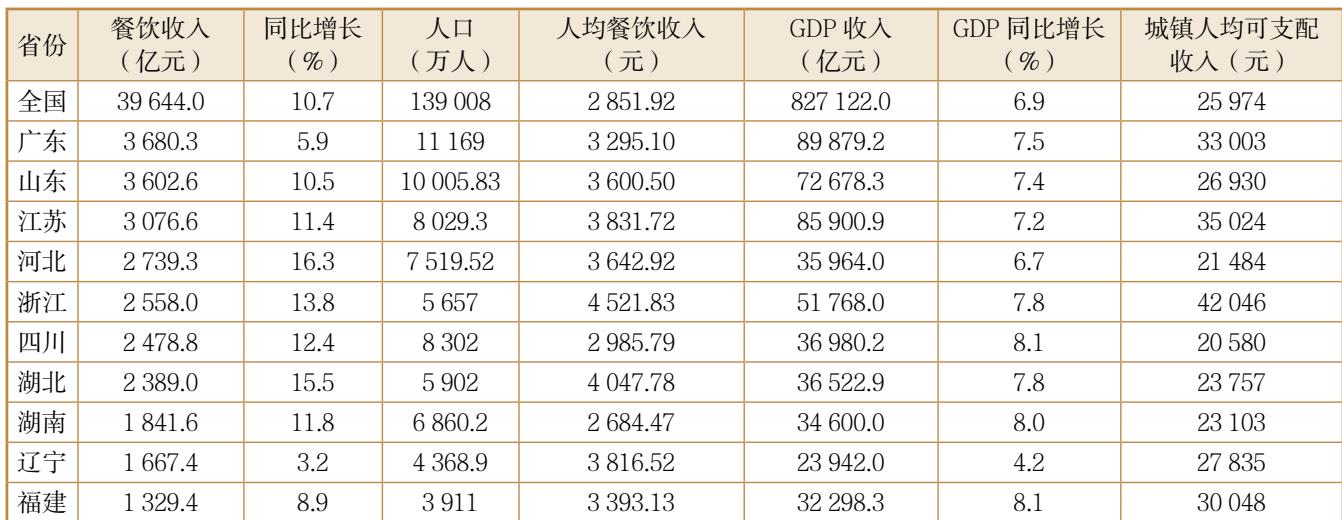 省份 餐饮收入（亿元） 同比增长（%） 人口（万人） 人均餐饮收入（元） GDP 收入（亿元） GDP 同比增长（%） 城镇人均可支配收入（元）
全国 39 644.0 10.7 139 008 2 851.92 827 122.0 6.9 25 974
广东 3 680.3 5.9 11 169 3 295.10 89 879.2 7.5 33 003
山东 3 602.6 10.5 10 005.83 3 600.50 72 678.3 7.4 26 930
江苏 3 076.6 11.4 8 029.3 3 831.72 85 900.9 7.2 35 024
河北 2 739.3 16.3 7 519.52 3 642.92 35 964.0 6.7 21 484
浙江 2 558.0 13.8 5 657 4 521.83 51 768.0 7.8 42 046
四川 2 478.8 12.4 8 302 2 985.79 36 980.2 8.1 20 580
湖北 2 389.0 15.5 5 902 4 047.78 36 522.9 7.8 23 757
湖南 1 841.6 11.8 6 860.2 2 684.47 34 600.0 8.0 23 103
辽宁 1 667.4 3.2 4 368.9 3 816.52 23 942.0 4.2 27 835
福建 1 329.4 8.9 3 911 3 393.13 32 298.3 8.1 30 048